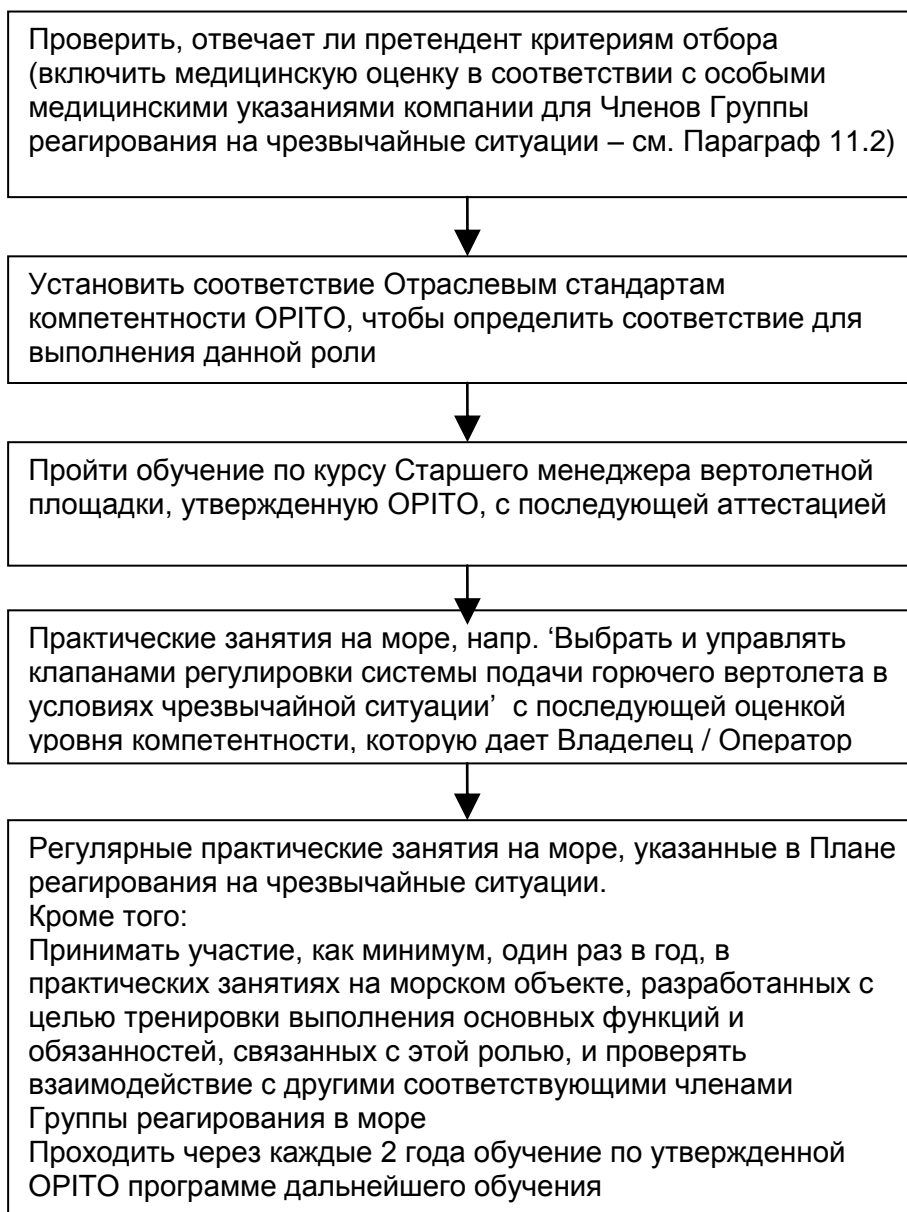 Проверить, отвечает ли претендент критериям отбора
(включить медицинскую оценку в соответствии с особыми
медицинскими указаниями компании для Членов Группы
реагирования на чрезвычайные ситуации – см. Параграф 11.2)
Установить соответствие Отраслевым стандартам
компетентности OPITO, чтобы определить соответствие для
выполнения данной роли
Пройти обучение по курсу Старшего менеджера вертолетной
площадки, утвержденную OPITO, с последующей аттестацией
Практические занятия на море, напр. ‘Выбрать и управлять
клапанами регулировки системы подачи горючего вертолета в
условиях чрезвычайной ситуации’ с последующей оценкой
уровня компетентности, которую дает Владелец / Оператор
Регулярные практические занятия на море, указанные в Плане
реагирования на чрезвычайные ситуации.
Кроме того:
Принимать участие, как минимум, один раз в год, в
практических занятиях на морском объекте, разработанных с
целью тренировки выполнения основных функций и
обязанностей, связанных с этой ролью, и проверять
взаимодействие с другими соответствующими членами
Группы реагирования в море
Проходить через каждые 2 года обучение по утвержденной
OPITO программе дальнейшего обучения